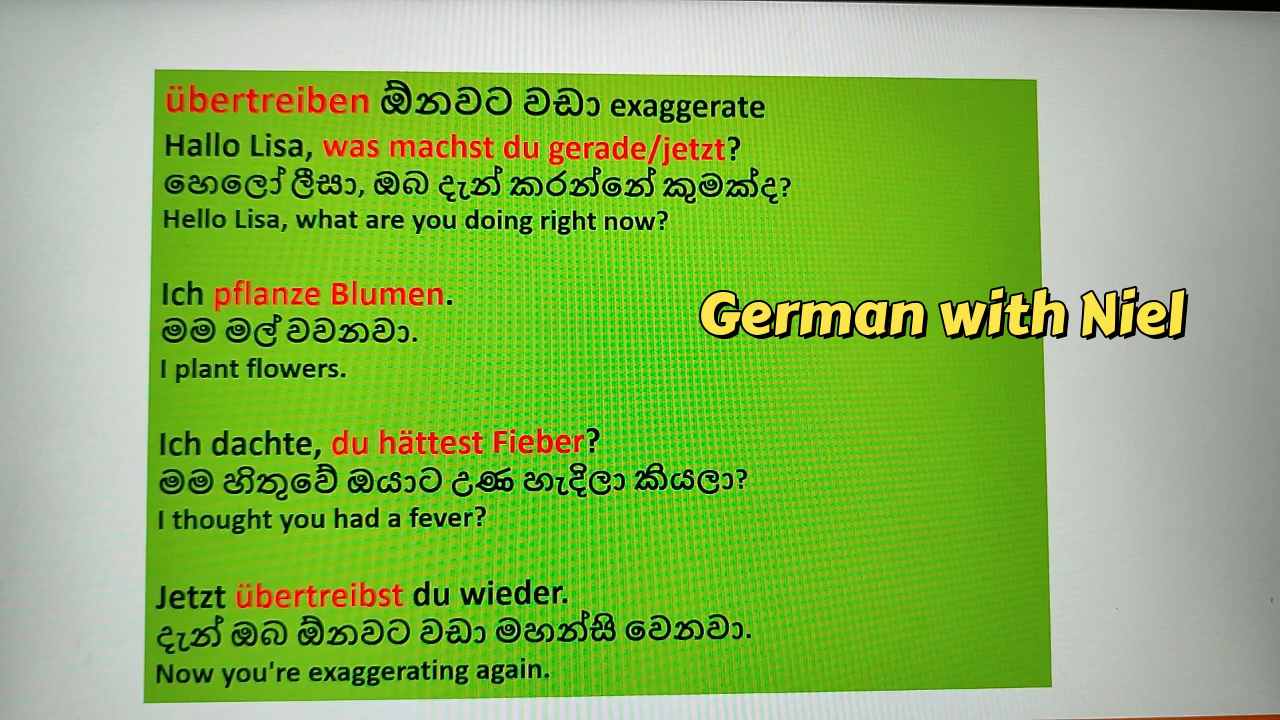 übertreiben ඕනවට වඩා exaggerate
Hallo Lisa, was machst du gerade/jetzt?
හෙලෝ ලීසා, ඔබ දැන් කරන්නේ කුමක්ද?
Hello Lisa, what are you doing right now?
Ich pflanze Blumen.
මම මල් වවනවා.
I plant flowers.
German with Niel
Ich dachte, du hättest Fieber?
මම හිතුවේ ඔයාට උණ හැදිලා කියලා?
I thought you had a fever?
Jetzt übertreibst du wieder.
දැන් ඔබ ඕනවට වඩා මහන්සි වෙනවා.
Now you're exaggerating again.